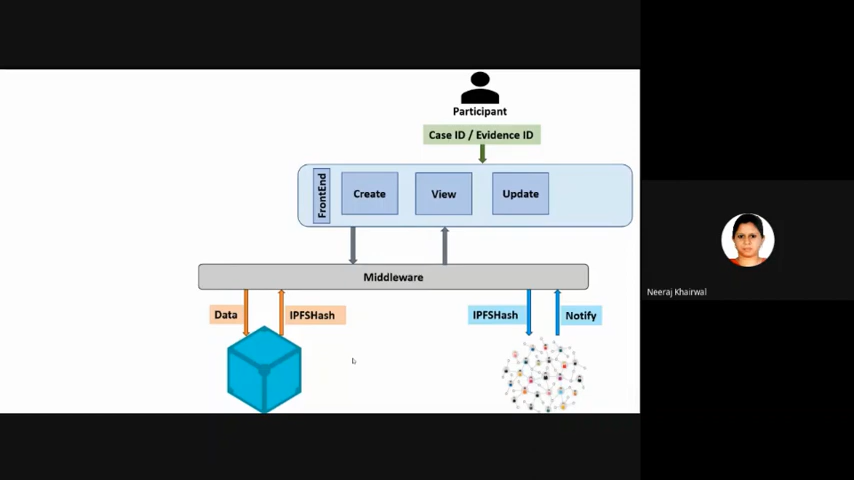 Participant
Case ID / Evidence ID
FrontEnd
Create
View
Update
Middleware
Data
IPFSHash
IPFSHash
Notify
Neeraj Khairwal